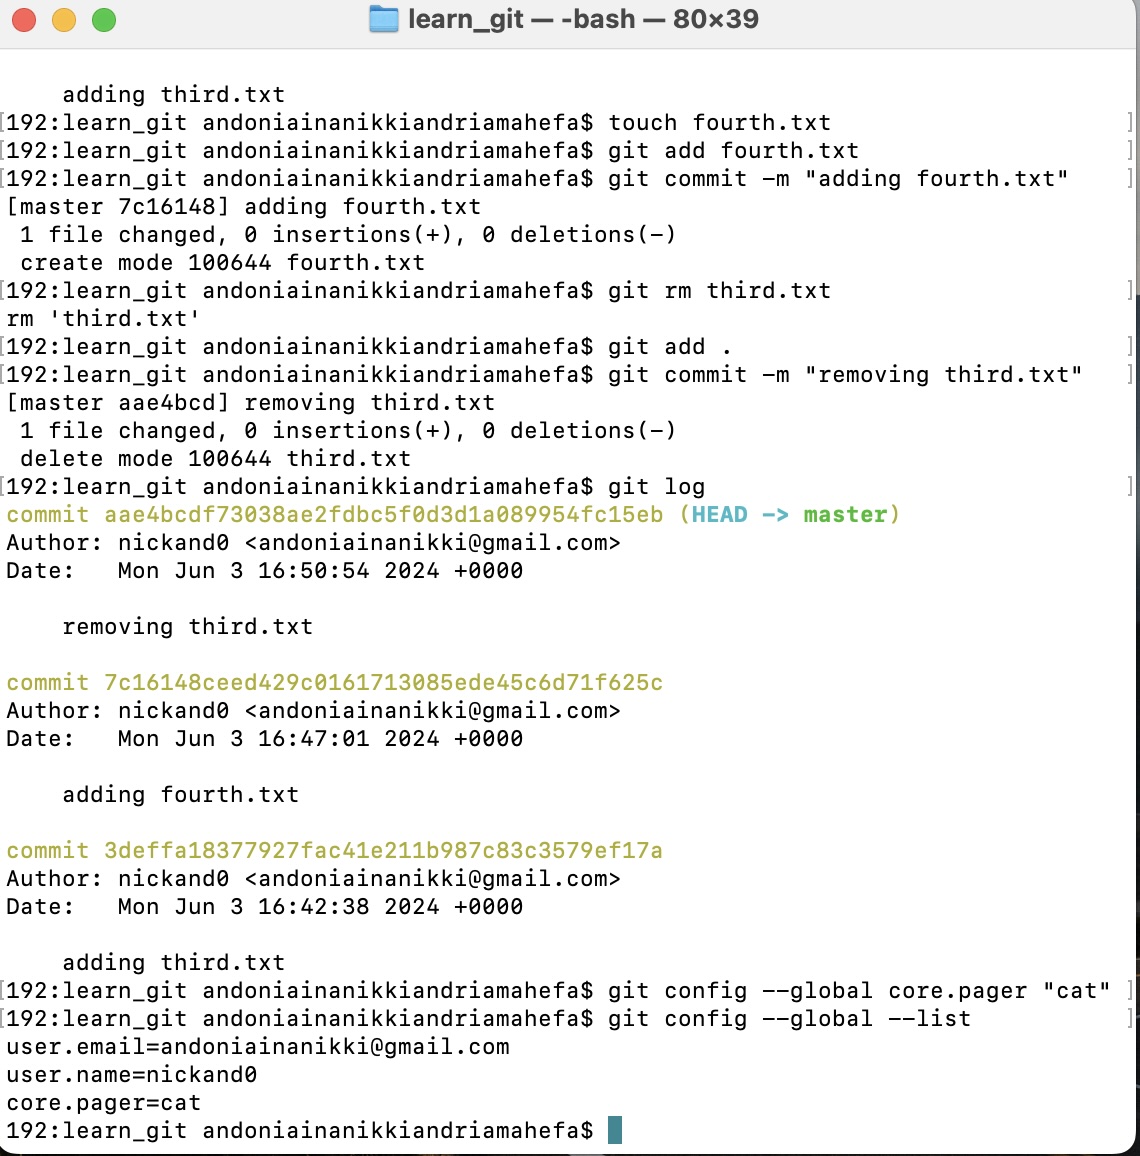 learn_git — -bash — 80×39
    adding third.txt
[192:learn_git andoniainanikkiandriamahefa$ touch fourth.txt ]
[192:learn_git andoniainanikkiandriamahefa$ git add fourth.txt ]
[192:learn_git andoniainanikkiandriamahefa$ git commit -m "adding fourth.txt" ]
[master 7c16148] adding fourth.txt
 1 file changed, 0 insertions(+), 0 deletions(-)
 create mode 100644 fourth.txt
[192:learn_git andoniainanikkiandriamahefa$ git rm third.txt ]
rm 'third.txt'
[192:learn_git andoniainanikkiandriamahefa$ git add . ]
[192:learn_git andoniainanikkiandriamahefa$ git commit -m "removing third.txt" ]
[master aae4bcd] removing third.txt
 1 file changed, 0 insertions(+), 0 deletions(-)
 delete mode 100644 third.txt
[192:learn_git andoniainanikkiandriamahefa$ git log ]
commit aae4bcdf73038ae2fdbc5f0d3d1a089954fc15eb (HEAD -> master)
Author: nickand0 <andoniainanikki@gmail.com>
Date:   Mon Jun 3 16:50:54 2024 +0000
    removing third.txt
commit 7c16148ceed429c0161713085ede45c6d71f625c
Author: nickand0 <andoniainanikki@gmail.com>
Date:   Mon Jun 3 16:47:01 2024 +0000
    adding fourth.txt
commit 3deffa18377927fac41e211b987c83c3579ef17a
Author: nickand0 <andoniainanikki@gmail.com>
Date:   Mon Jun 3 16:42:38 2024 +0000
    adding third.txt
[192:learn_git andoniainanikkiandriamahefa$ git config --global core.pager "cat" ]
[192:learn_git andoniainanikkiandriamahefa$ git config --global --list ]
user.email=andoniainanikki@gmail.com
user.name=nickand0
core.pager=cat
192:learn_git andoniainanikkiandriamahefa$